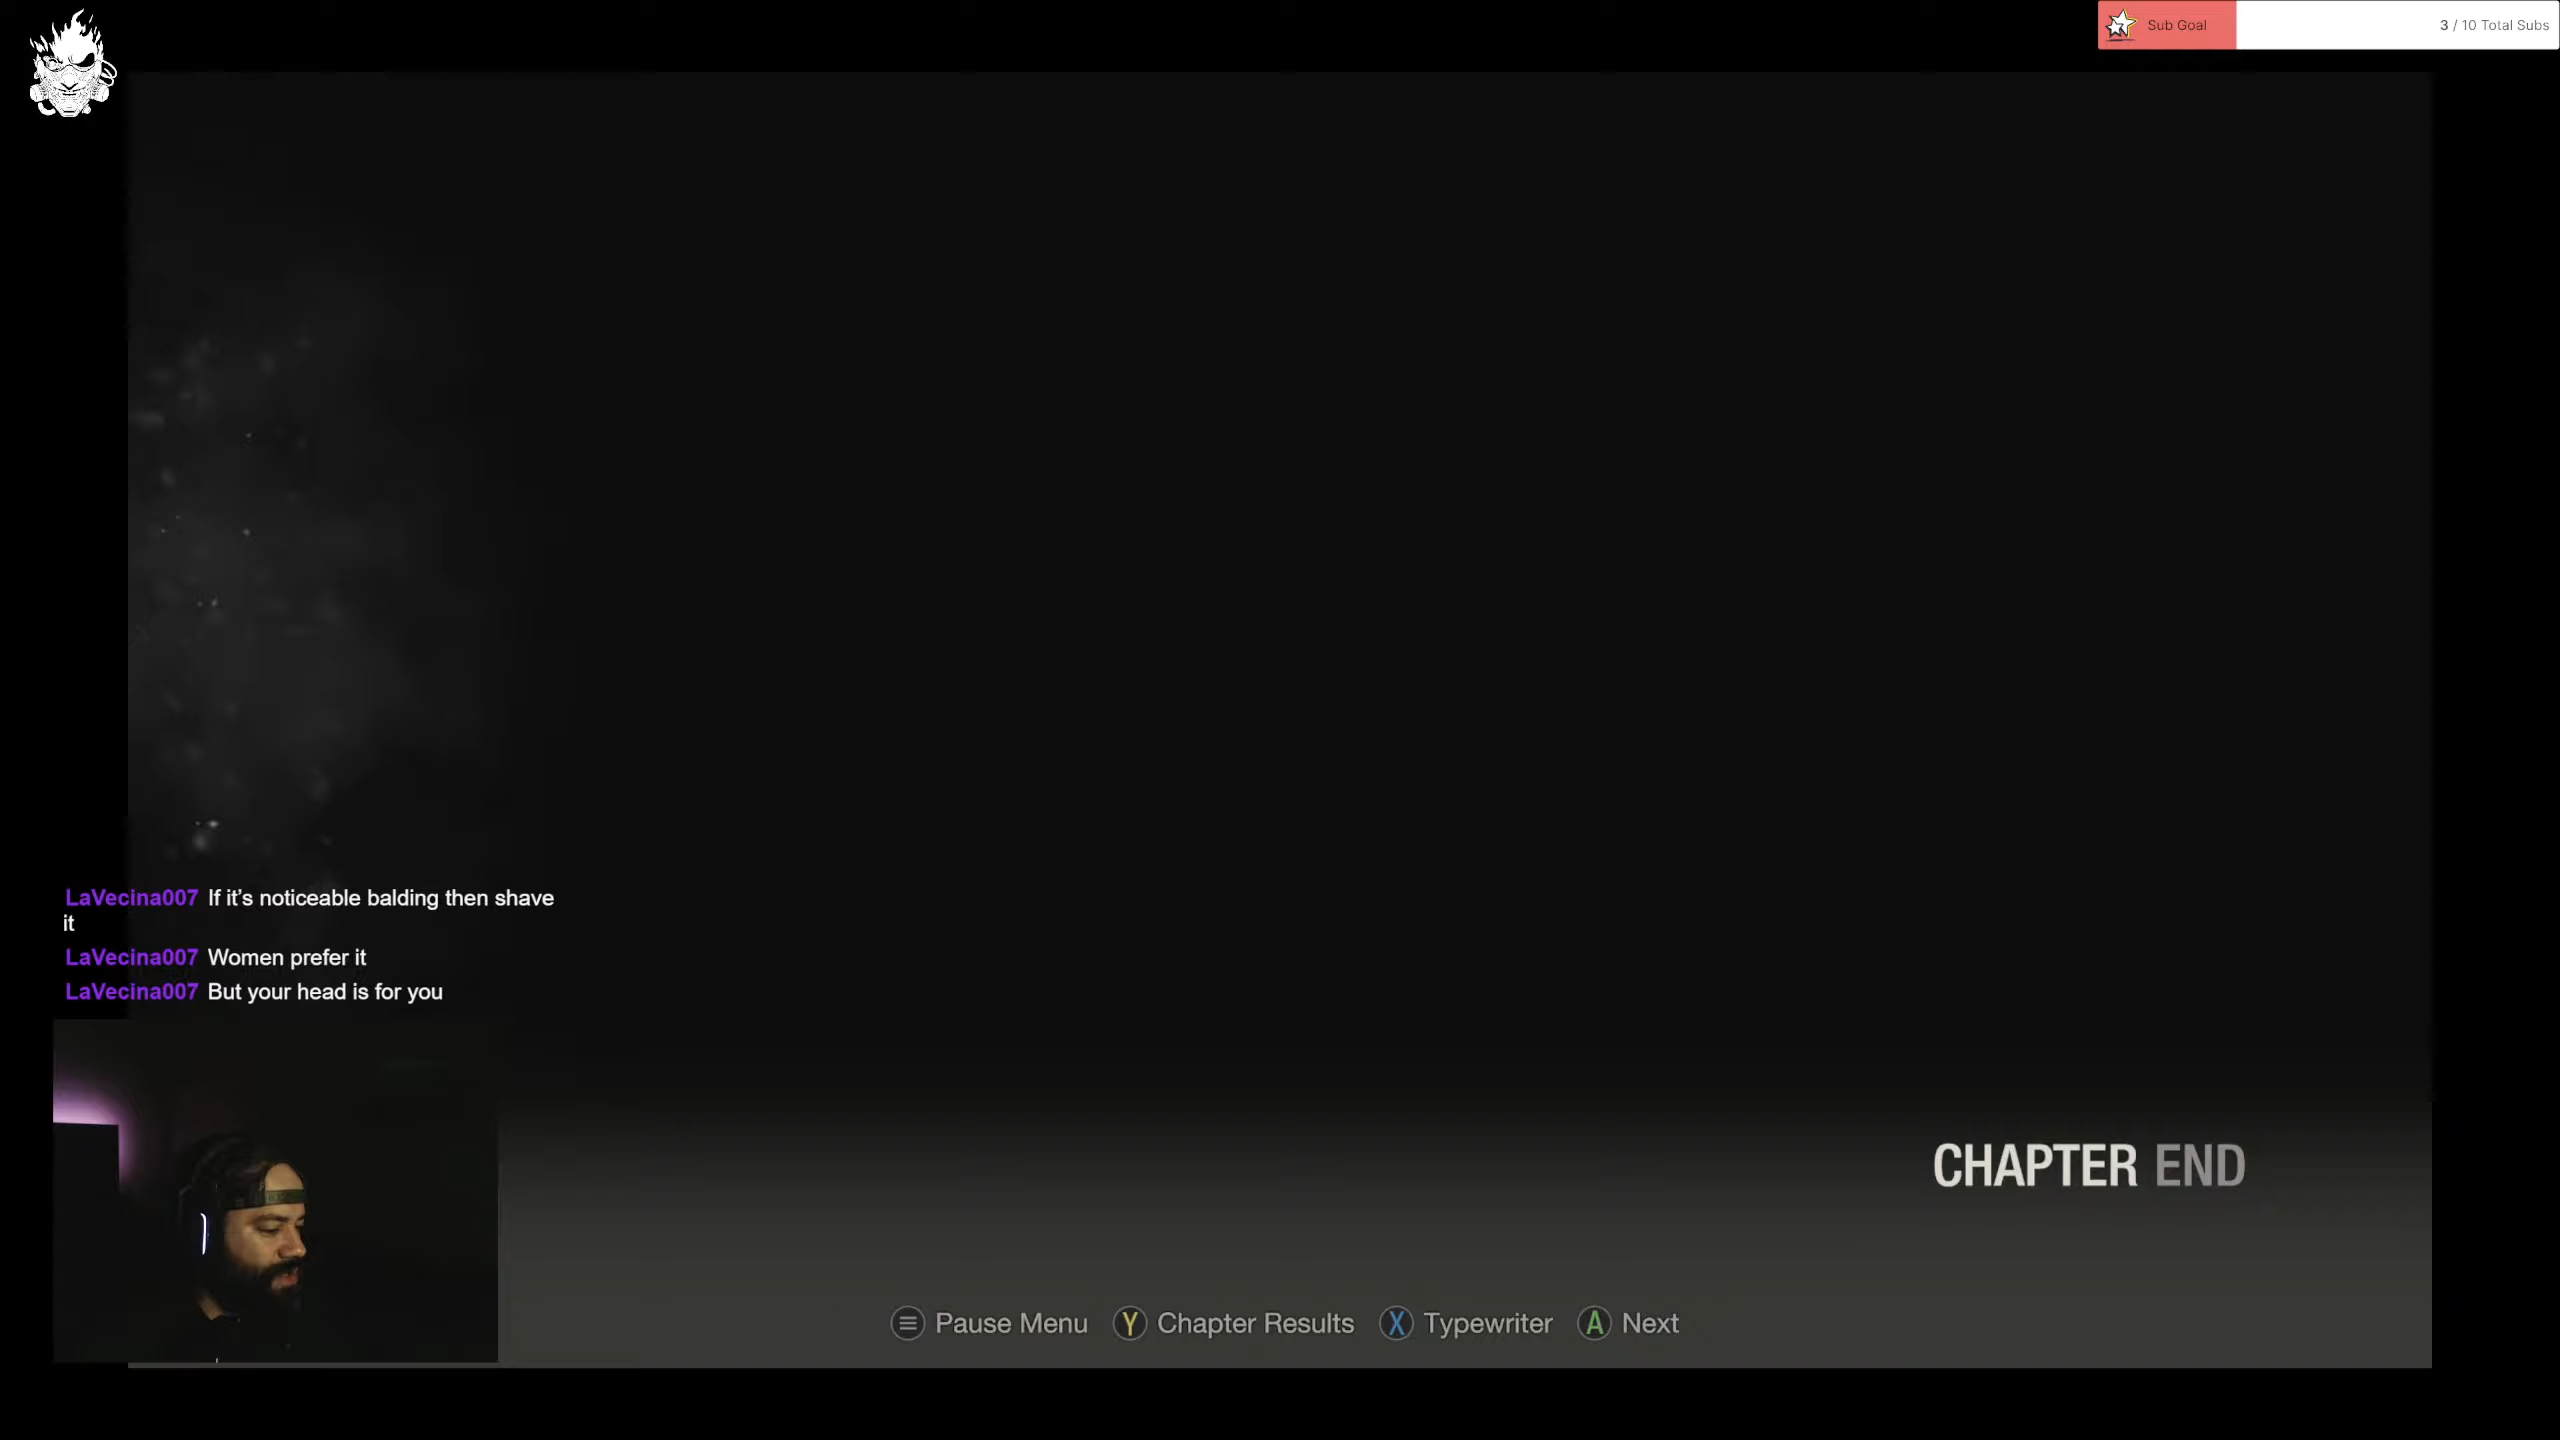 Sub Goal
3 / 10 Total Subs
LaVecina007 If it’s noticeable balding then shave
it
LaVecina007 Women prefer it
LaVecina007 But your head is for you
CHAPTER END
Pause Menu Y Chapter Results X Typewriter A Next